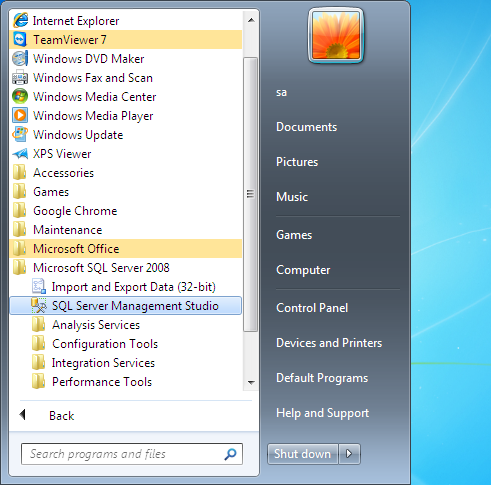 Internet Explorer
TeamViewer 7
Windows DVD Maker
Windows Fax and Scan
Windows Media Center
Windows Media Player
Windows Update
XPS Viewer
Accessories
Games
Google Chrome
Maintenance
Microsoft Office
Microsoft SQL Server 2008
Import and Export Data (32-bit)
SQL Server Management Studio
Analysis Services
Configuration Tools
Integration Services
Performance Tools
Back
Search programs and files
sa
Documents
Pictures
Music
Games
Computer
Control Panel
Devices and Printers
Default Programs
Help and Support
Shut down